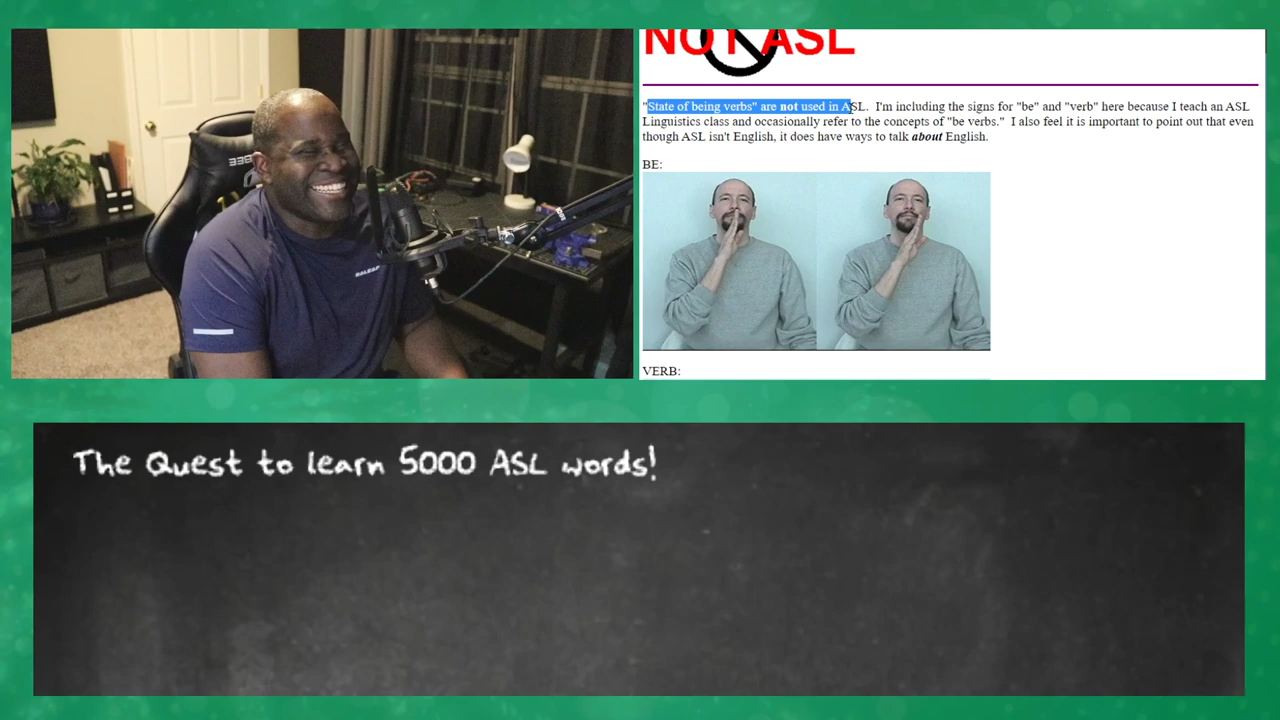 NOT ASL
"State of being verbs" are not used in ASL. I'm including the signs for "be" and "verb" here because I teach an ASL
Linguistics class and occasionally refer to the concepts of "be verbs." I also feel it is important to point out that even
though ASL isn't English, it does have ways to talk about English.
BE:
VERB:
The Quest to learn 5000 ASL words!